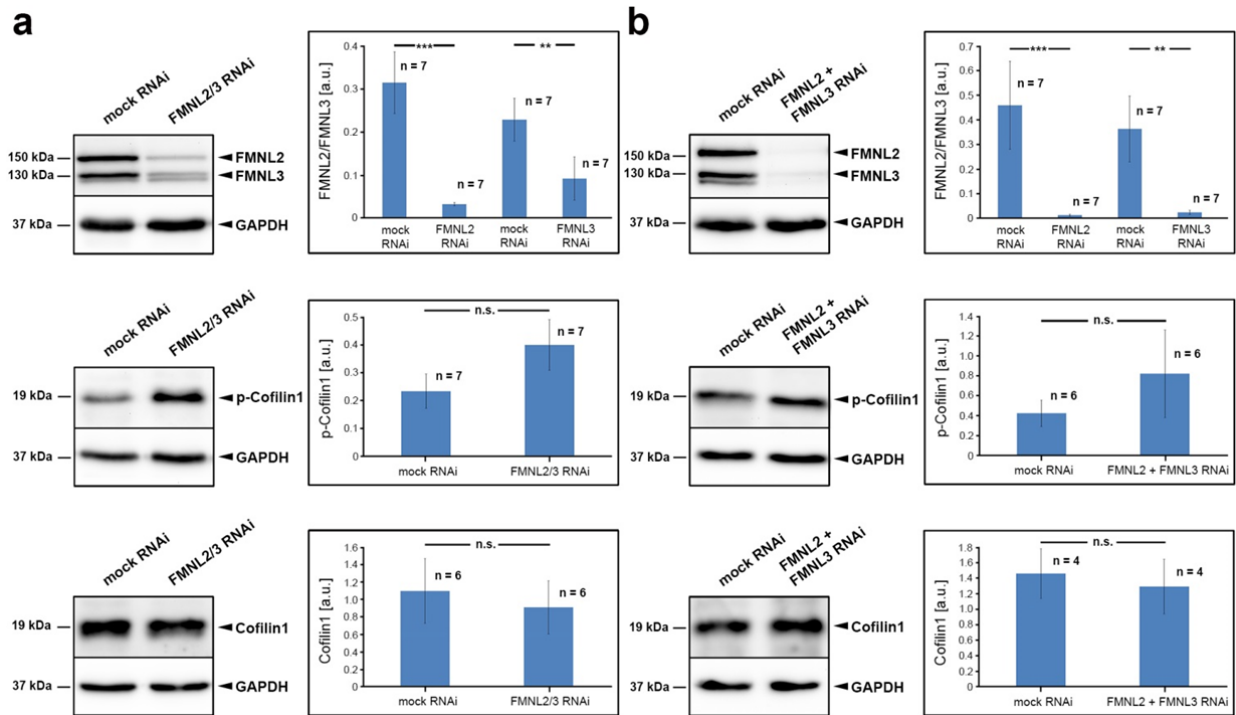 a
mock RNAi
FMNL2/3 RNAi
150 kDa
FMNL2
130 kDa
FMNL3
37 kDa
GAPDH
FMNL2/FMNL3 [a.u.]
0.4
0.3
0.2
0.1
0
***
**
n = 7
n = 7
n = 7
n = 7
mock RNAi
FMNL2 RNAi
mock RNAi
FMNL3 RNAi
mock RNAi
FMNL2/3 RNAi
19 kDa
p-Cofilin1
37 kDa
GAPDH
p-Cofilin1 [a.u.]
0.5
0.4
0.3
0.2
0.1
0
n.s.
n = 7
n = 7
mock RNAi
FMNL2/3 RNAi
mock RNAi
FMNL2/3 RNAi
19 kDa
Cofilin1
37 kDa
GAPDH
Cofilin1 [a.u.]
1.6
1.4
1.2
1.0
0.8
0.6
0.4
0.2
0
n.s.
n = 6
n = 6
mock RNAi
FMNL2/3 RNAi
b
mock RNAi
FMNL2 +
FMNL3 RNAi
150 kDa
FMNL2
130 kDa
FMNL3
37 kDa
GAPDH
FMNL2/FMNL3 [a.u.]
0.7
0.6
0.5
0.4
0.3
0.2
0.1
0
***
**
n = 7
n = 7
n = 7
n = 7
mock RNAi
FMNL2 RNAi
mock RNAi
FMNL3 RNAi
mock RNAi
FMNL2 +
FMNL3 RNAi
19 kDa
p-Cofilin1
37 kDa
GAPDH
p-Cofilin1 [a.u.]
1.4
1.2
1.0
0.8
0.6
0.4
0.2
0
n.s.
n = 6
n = 6
mock RNAi
FMNL2 + FMNL3 RNAi
mock RNAi
FMNL2 +
FMNL3 RNAi
19 kDa
Cofilin1
37 kDa
GAPDH
Cofilin1 [a.u.]
1.8
1.6
1.4
1.2
1.0
0.8
0.6
0.4
0.2
0
n.s.
n = 4
n = 4
mock RNAi
FMNL2 + FMNL3 RNAi